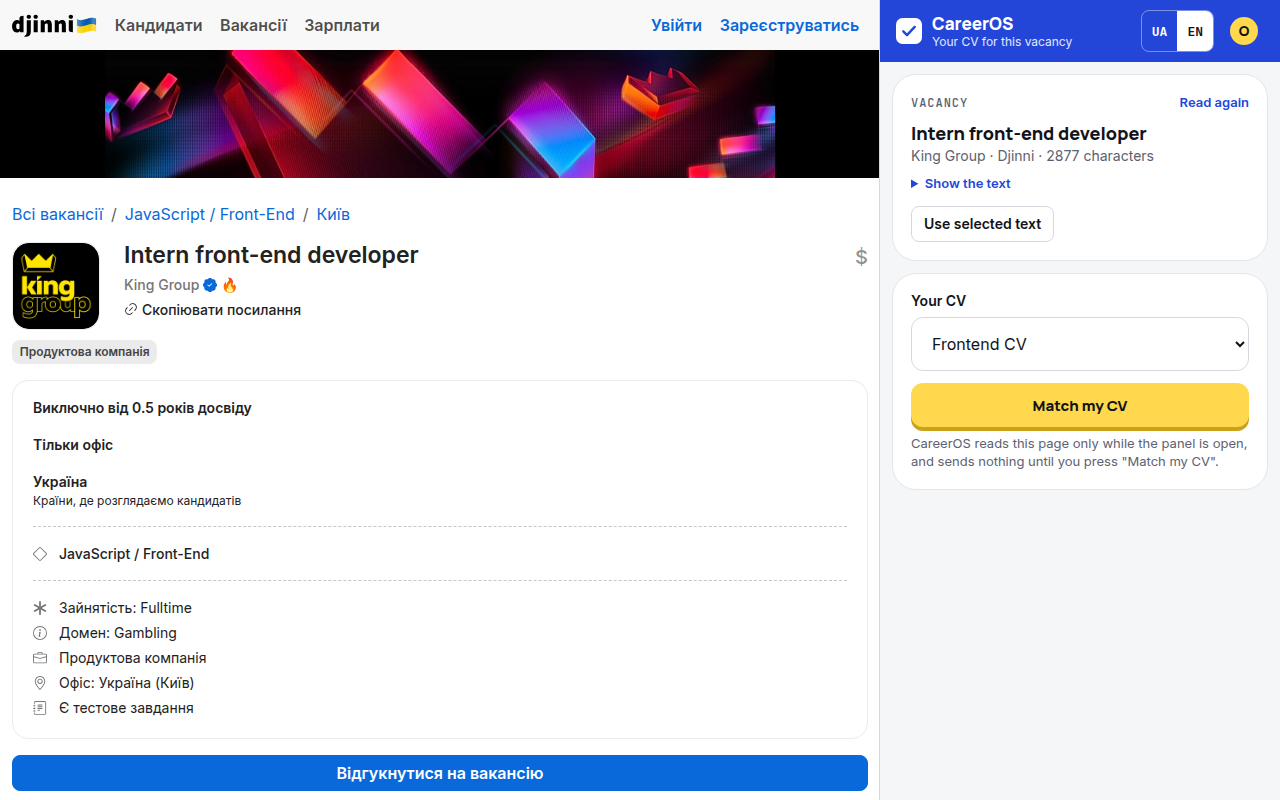 djinni
Кандидати
Вакансії
Зарплати
Увійти
Зареєструватись
Всі вакансії / JavaScript / Front-End / Київ
king
group
Intern front-end developer
$
King Group
Скопіювати посилання
Продуктова компанія
Виключно від 0.5 років досвіду
Тільки офіс
Україна
Країни, де розглядаємо кандидатів
JavaScript / Front-End
Зайнятість: Fulltime
Домен: Gambling
Продуктова компанія
Офіс: Україна (Київ)
Є тестове завдання
Відгукнутися на вакансію
CareerOS
Your CV for this vacancy
UA
EN
O
VACANCY
Read again
Intern front-end developer
King Group · Djinni · 2877 characters
Show the text
Use selected text
Your CV
Frontend CV
Match my CV
CareerOS reads this page only while the panel is open,
and sends nothing until you press "Match my CV".